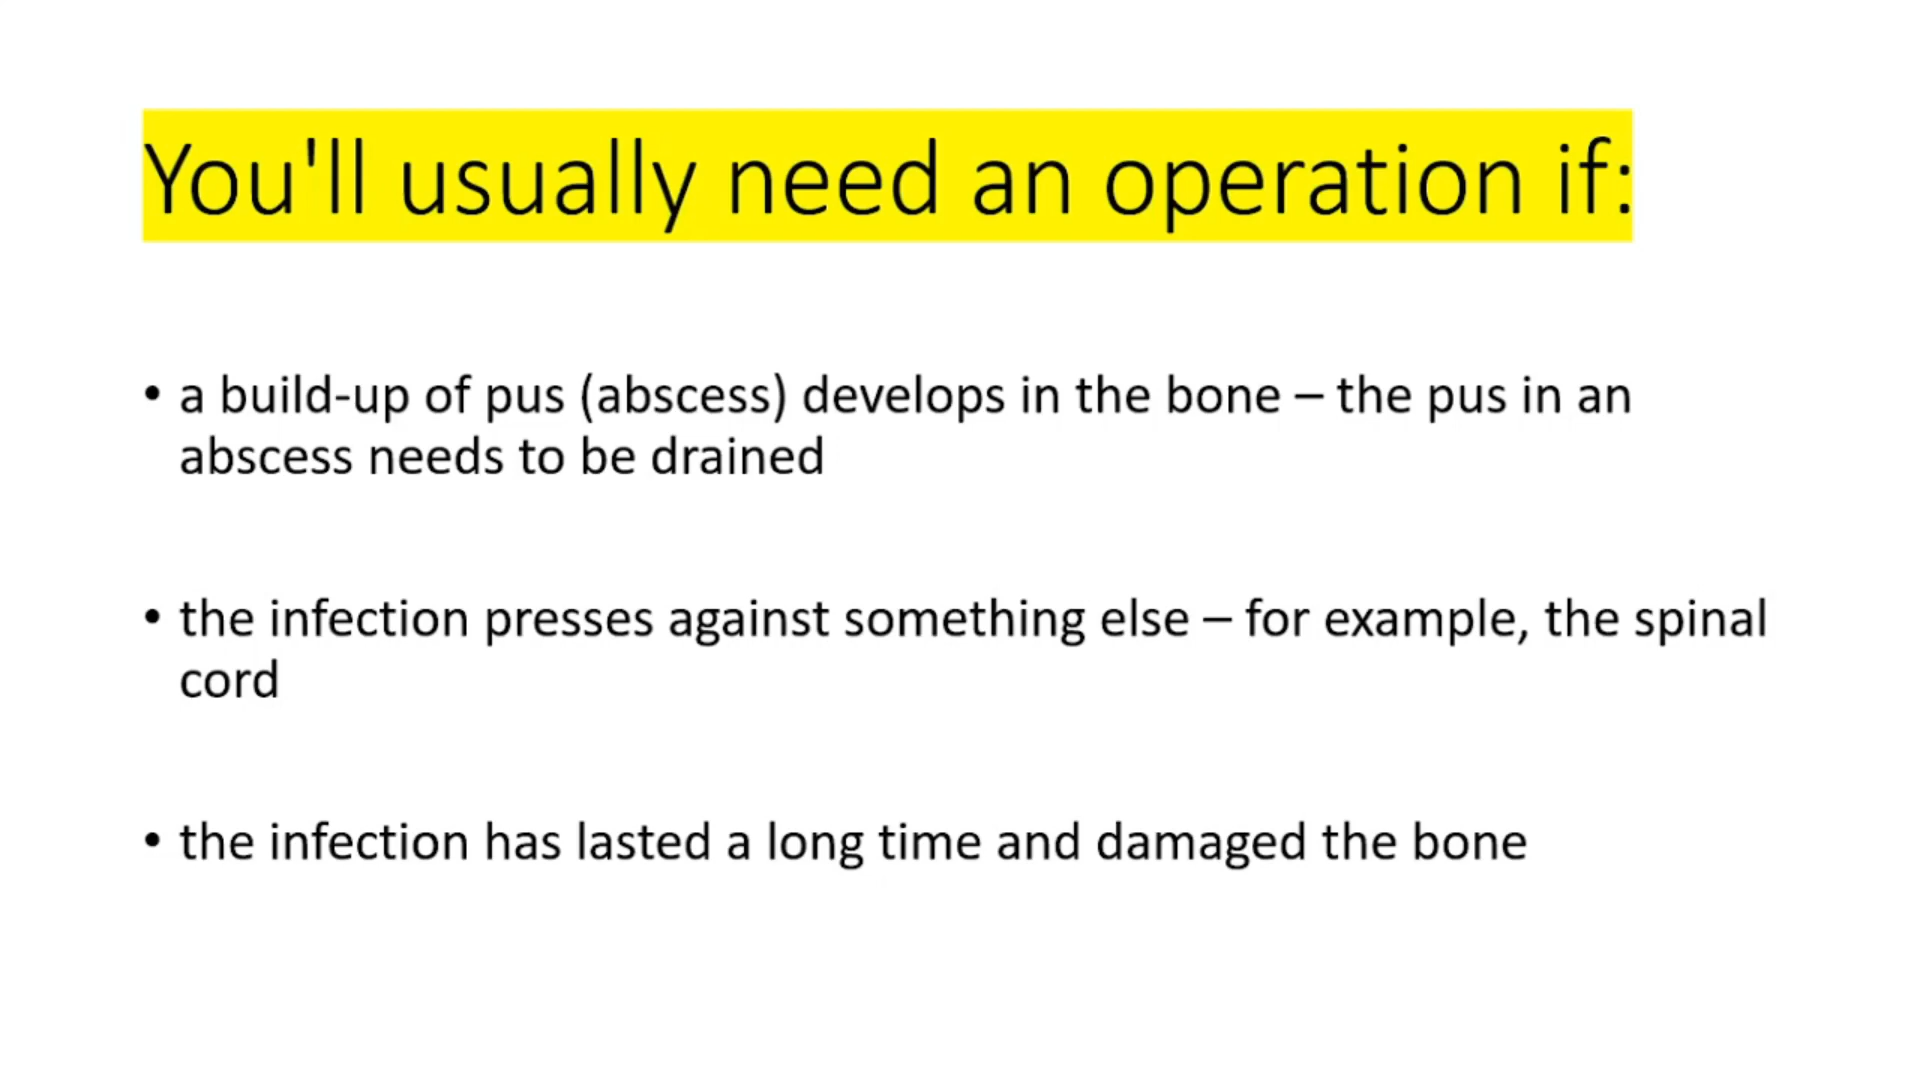 You'll usually need an operation if:
• a build-up of pus (abscess) develops in the bone – the pus in an
abscess needs to be drained
• the infection presses against something else – for example, the spinal
cord
• the infection has lasted a long time and damaged the bone